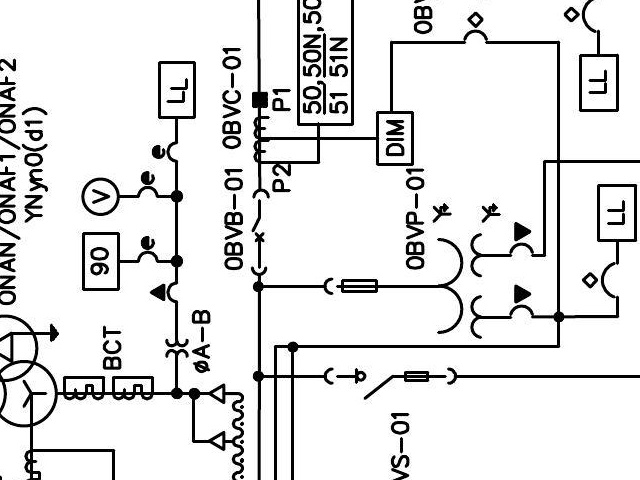 ONAN/ONAF1/ONAF2
YNyn0(d1)
LL
e
V
e
90
e
BCT
øA-B
0BVC-01
P1
P2
0BVB-01
50,50N,50
51 51N
DIM
0BV
0BVP-01
LL
LL
VS-01